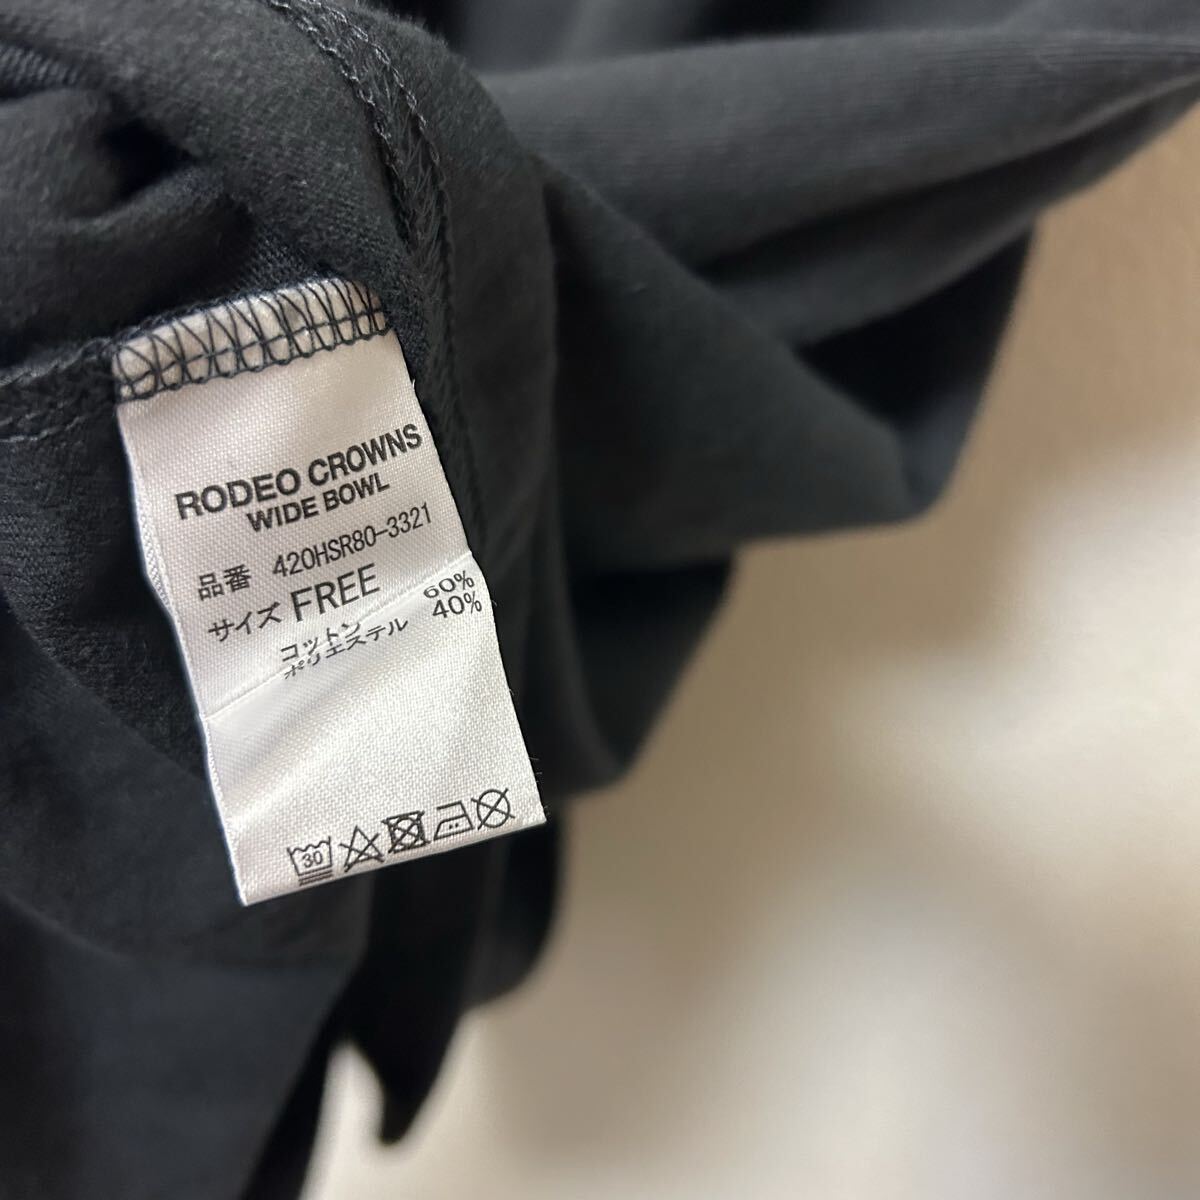 RODEO CROWNS
WIDE BOWL
品番 420HSR80-3321
サイズ FREE
コットン 60%
ポリエステル 40%
30